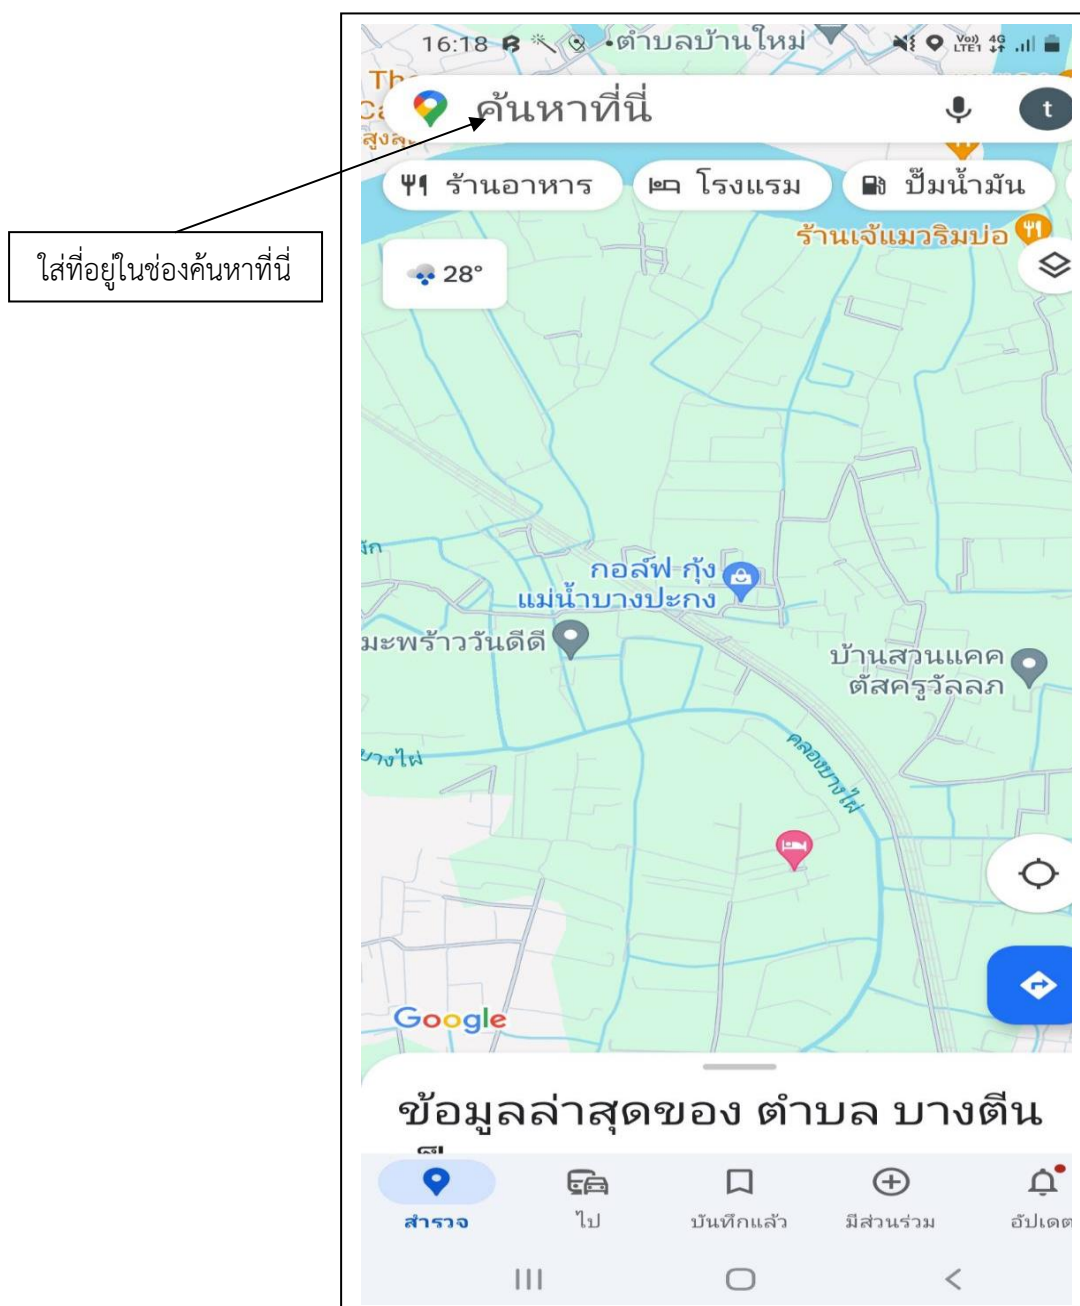 16:18
ตำบลบ้านใหม่
Vo))
LTE1
4G
ค้นหาที่นี่
t
ร้านอาหาร
โรงแรม
ปั๊มน้ำมัน
ร้านเจ้แมวริมบ่อ
ใส่ที่อยู่ในช่องค้นหาที่นี่
28°
กอล์ฟ กุ้ง
แม่น้ำบางปะกง
มะพร้าววันดีดี
บ้านสวนแคค
ตัสครูวัลลภ
คลองบางไผ่
Google
ข้อมูลล่าสุดของ ตำบล บางตีน
สำรวจ
ไป
บันทึกแล้ว
มีส่วนร่วม
อัปเดต